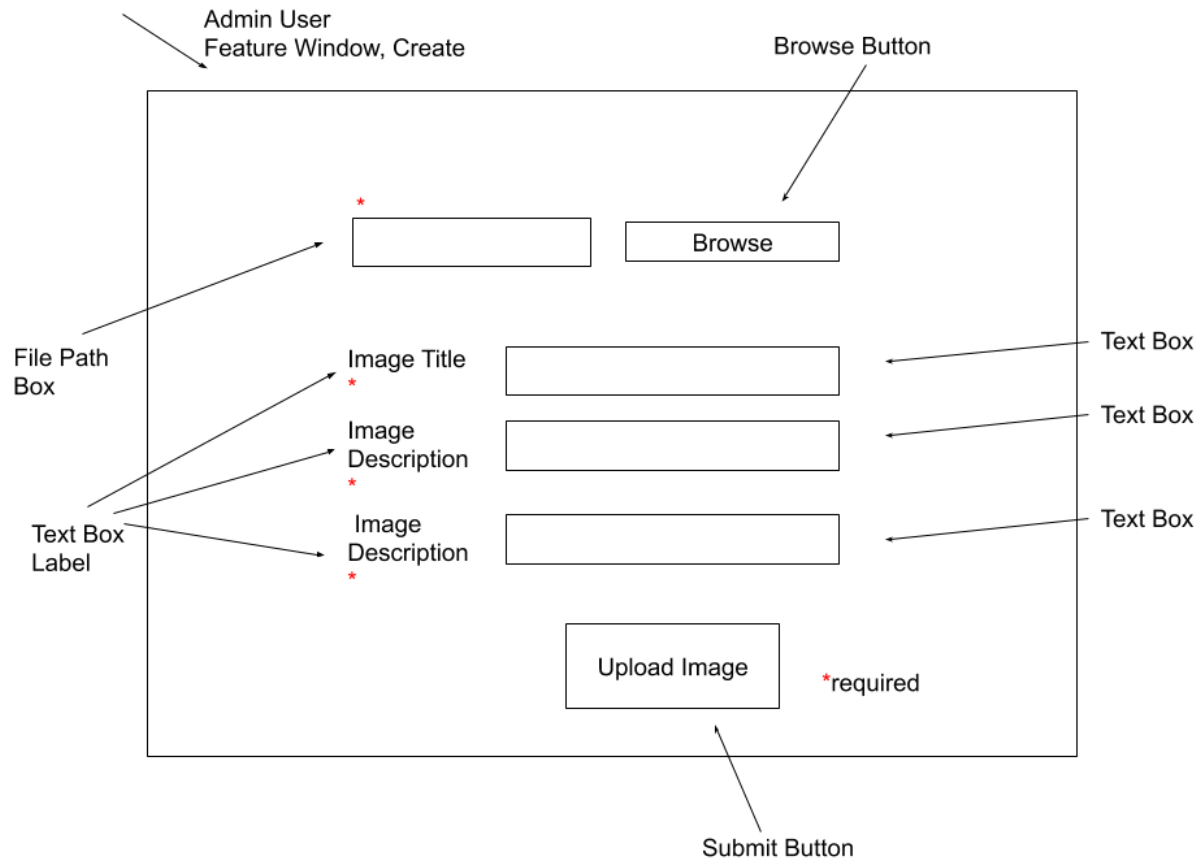 Admin User
Feature Window, Create
Browse Button
*
Browse
File Path
Box
Image Title
*
Text Box
Image
Description
*
Text Box
Image
Description
*
Text Box
Text Box
Label
Upload Image
*required
Submit Button